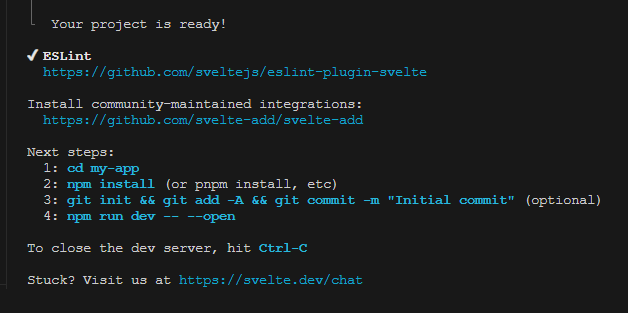 Your project is ready!
✔ ESLint
https://github.com/sveltejs/eslint-plugin-svelte
Install community-maintained integrations:
https://github.com/svelte-add/svelte-add
Next steps:
1: cd my-app
2: npm install (or pnpm install, etc)
3: git init && git add -A && git commit -m "Initial commit" (optional)
4: npm run dev -- --open
To close the dev server, hit Ctrl-C
Stuck? Visit us at https://svelte.dev/chat